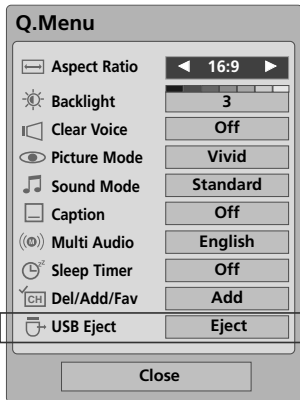 Q.Menu
Aspect Ratio ◀ 16:9 ▶
Backlight 3
Clear Voice Off
Picture Mode Vivid
Sound Mode Standard
Caption Off
Multi Audio English
Sleep Timer Off
CH Del/Add/Fav Add
USB Eject Eject
Close